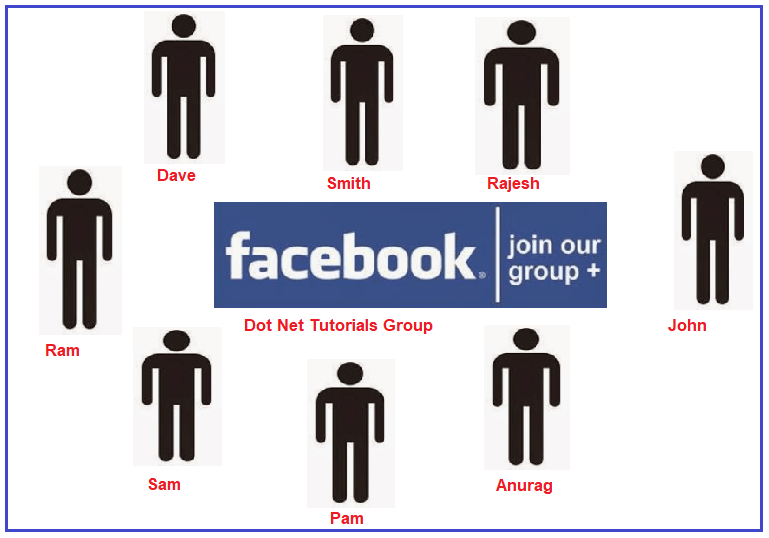 Dave
Smith
Rajesh
facebook®
join our
group +
Dot Net Tutorials Group
Ram
John
Sam
Anurag
Pam